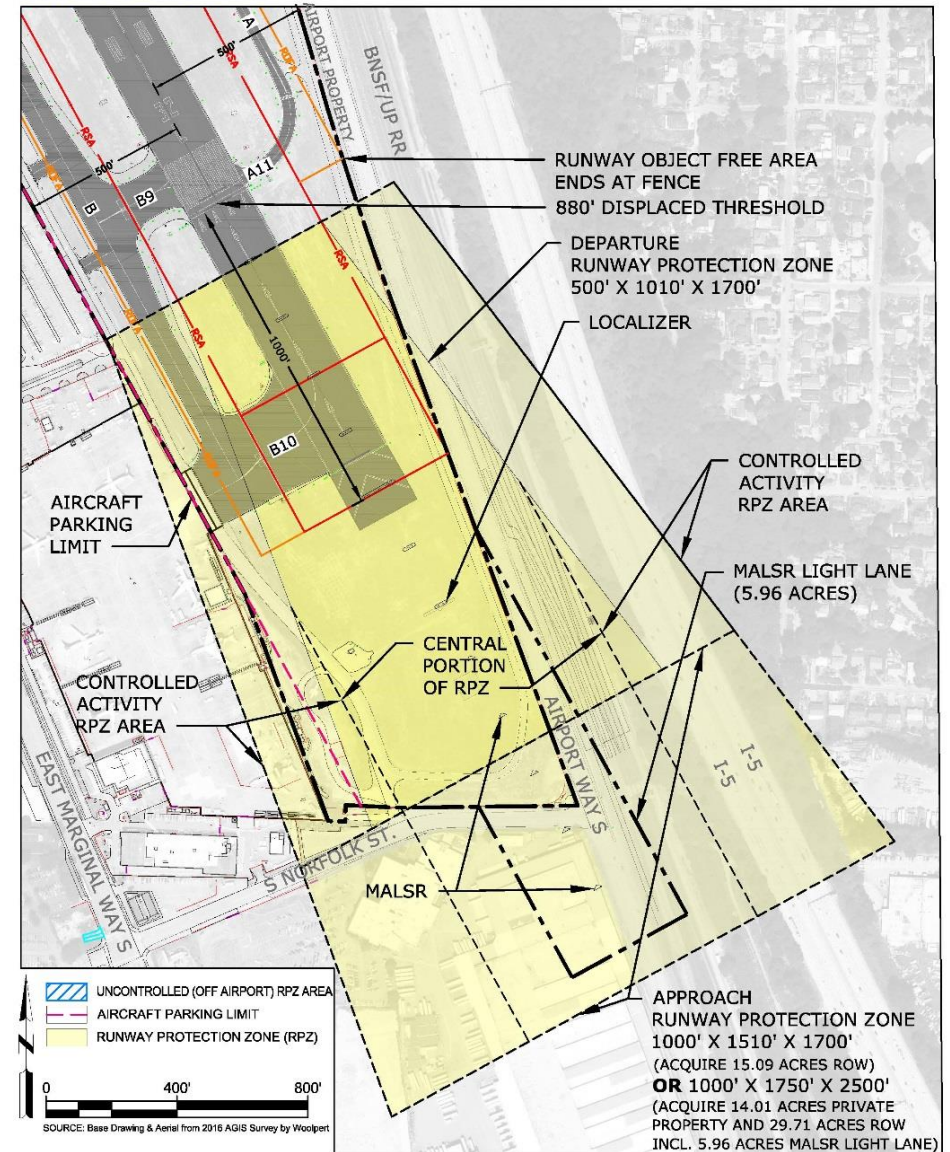 500'
A
AIRPORT PROPERTY
BNSF/UP RR
RSA
ROFA
RSA
500'
A11
B9
B
RUNWAY OBJECT FREE AREA
ENDS AT FENCE
880' DISPLACED THRESHOLD
DEPARTURE
RUNWAY PROTECTION ZONE
500' X 1010' X 1700'
LOCALIZER
RSA
ROFA
RSA
1000'
B10
ROFA
CONTROLLED
ACTIVITY
RPZ AREA
AIRCRAFT
PARKING
LIMIT
MALSR LIGHT LANE
(5.96 ACRES)
CENTRAL
PORTION
OF RPZ
CONTROLLED
ACTIVITY
RPZ AREA
AIRPORT WAY S
I-5
I-5
EAST MARGINAL WAY S
S NORFOLK ST.
MALSR
UNCONTROLLED (OFF AIRPORT) RPZ AREA
AIRCRAFT PARKING LIMIT
RUNWAY PROTECTION ZONE (RPZ)
N
0 400' 800'
SOURCE: Base Drawing & Aerial from 2016 AGIS Survey by Woolpert
APPROACH
RUNWAY PROTECTION ZONE
1000' X 1510' X 1700'
(ACQUIRE 15.09 ACRES ROW)
OR 1000' X 1750' X 2500'
(ACQUIRE 14.01 ACRES PRIVATE
PROPERTY AND 29.71 ACRES ROW
INCL. 5.96 ACRES MALSR LIGHT LANE)